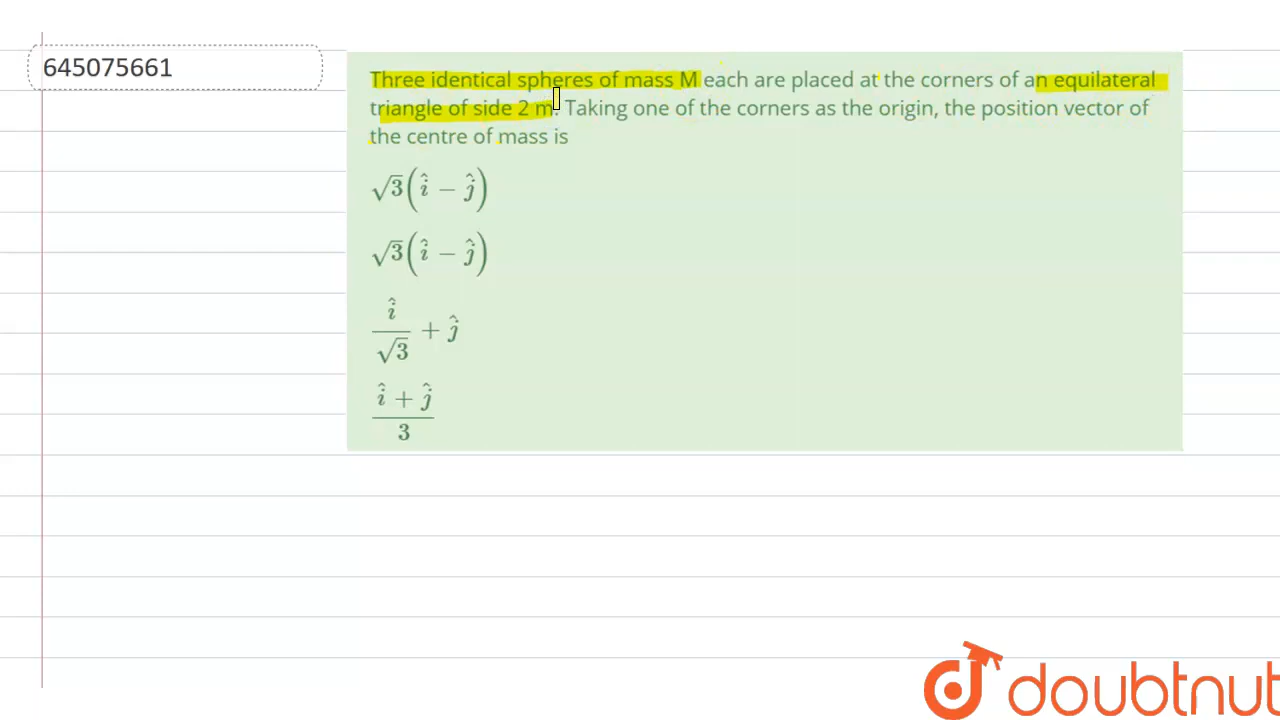 645075661
Three identical spheres of mass M each are placed at the corners of an equilateral
triangle of side 2 m. Taking one of the corners as the origin, the position vector of
the centre of mass is
√3(î − ĵ)
√3(î − ĵ)
î/√3 + ĵ
(î + ĵ)/3
doubtnut